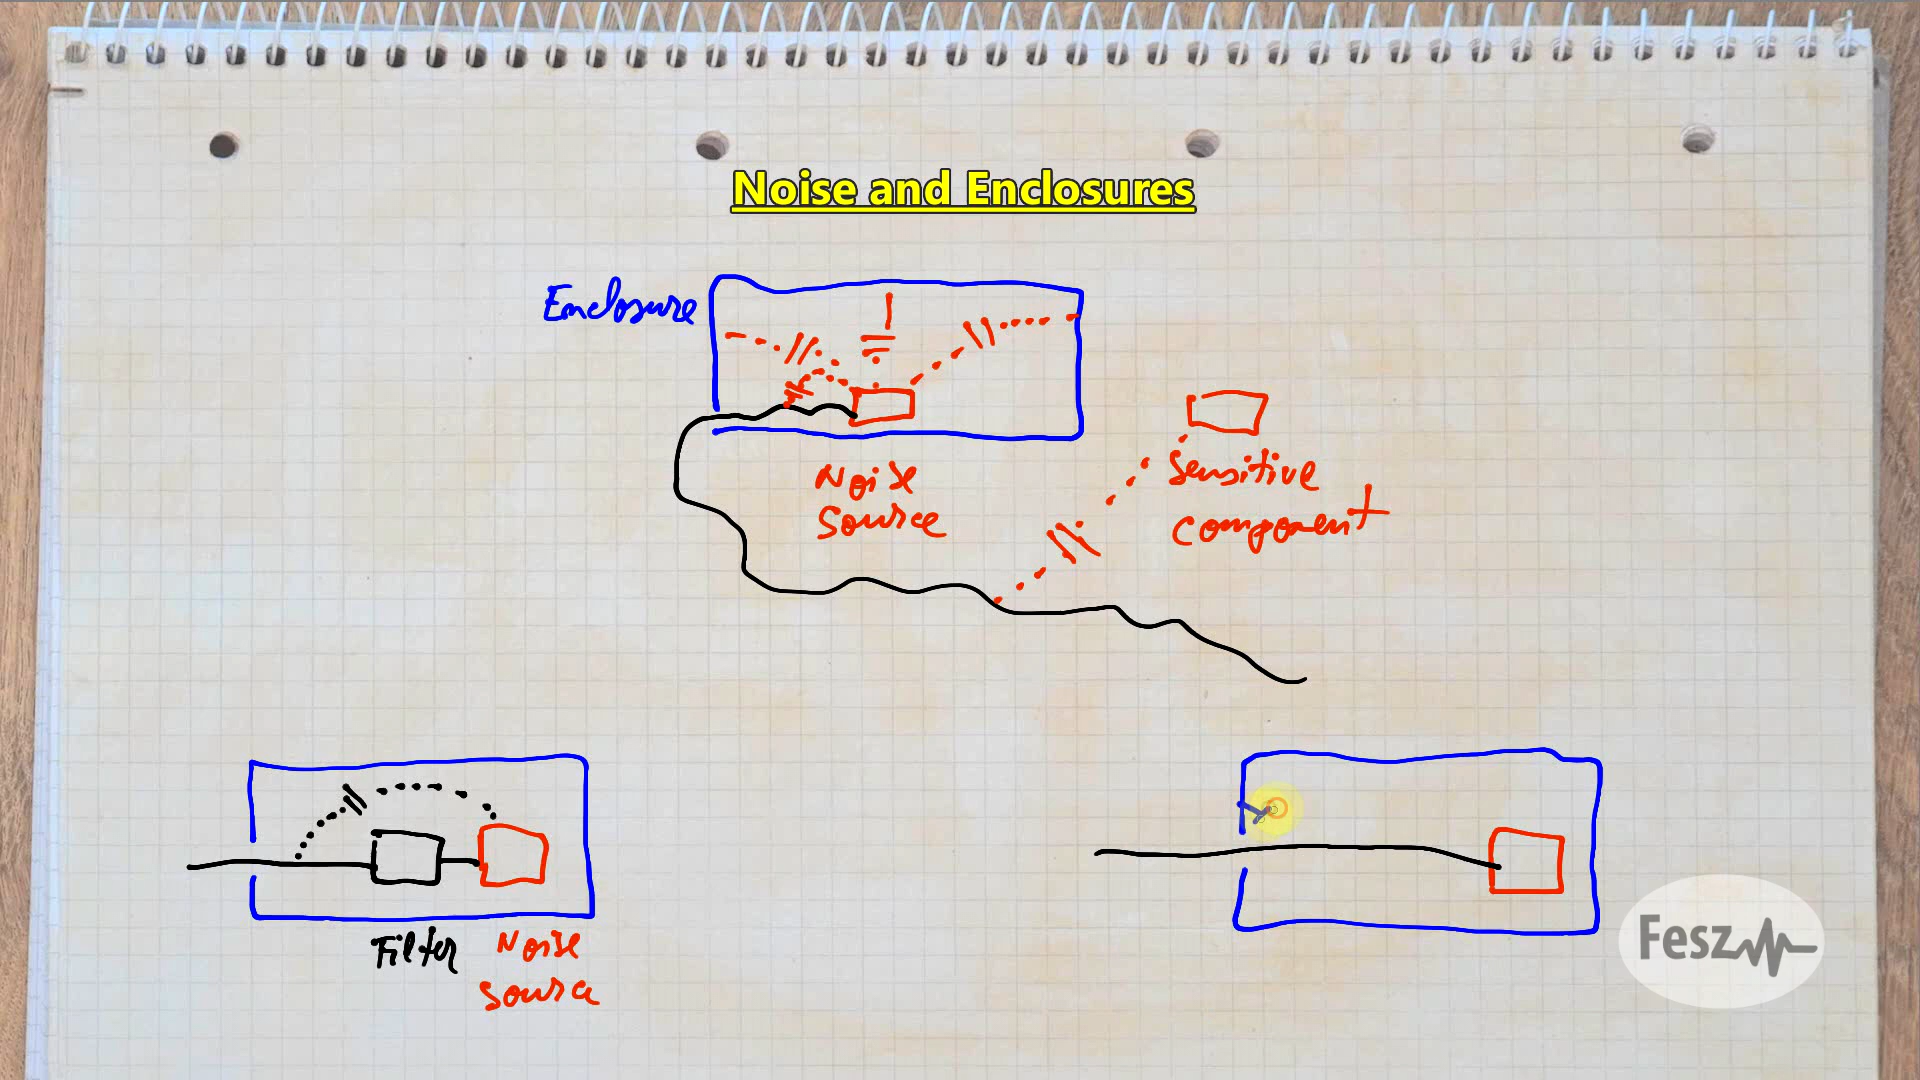 Noise and Enclosures
Enclosure
Noise
Source
Sensitive
component
Filter
Noise
Source
Fesz